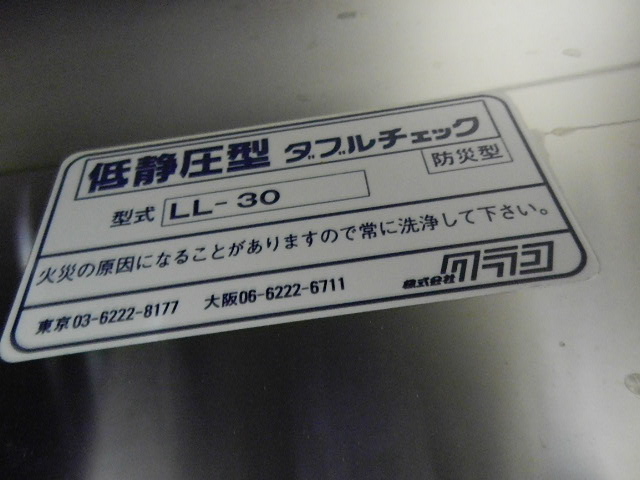 低静圧型 ダブルチェック
防災型
型式 LL-30
火災の原因になることがありますので常に洗浄して下さい。
東京03-6222-8177 大阪06-6222-6711 株式会社クラコ